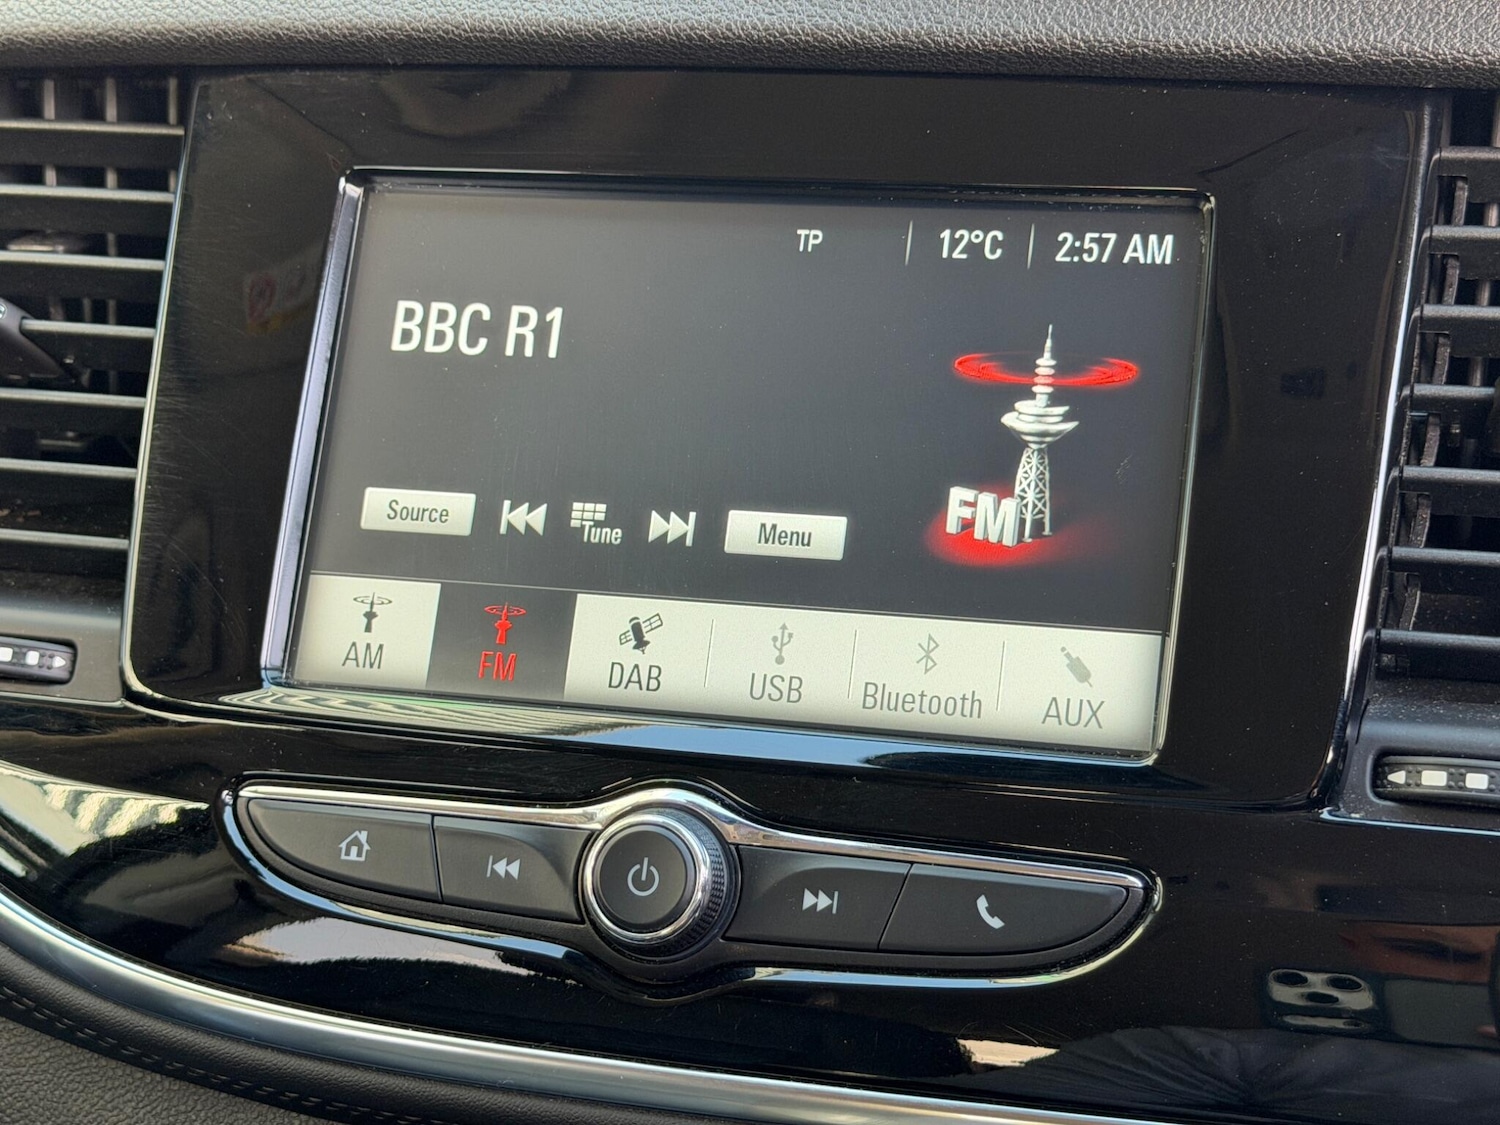 TP 12°C 2:57 AM
BBC R1
FM
Source Tune Menu
AM FM DAB USB Bluetooth AUX